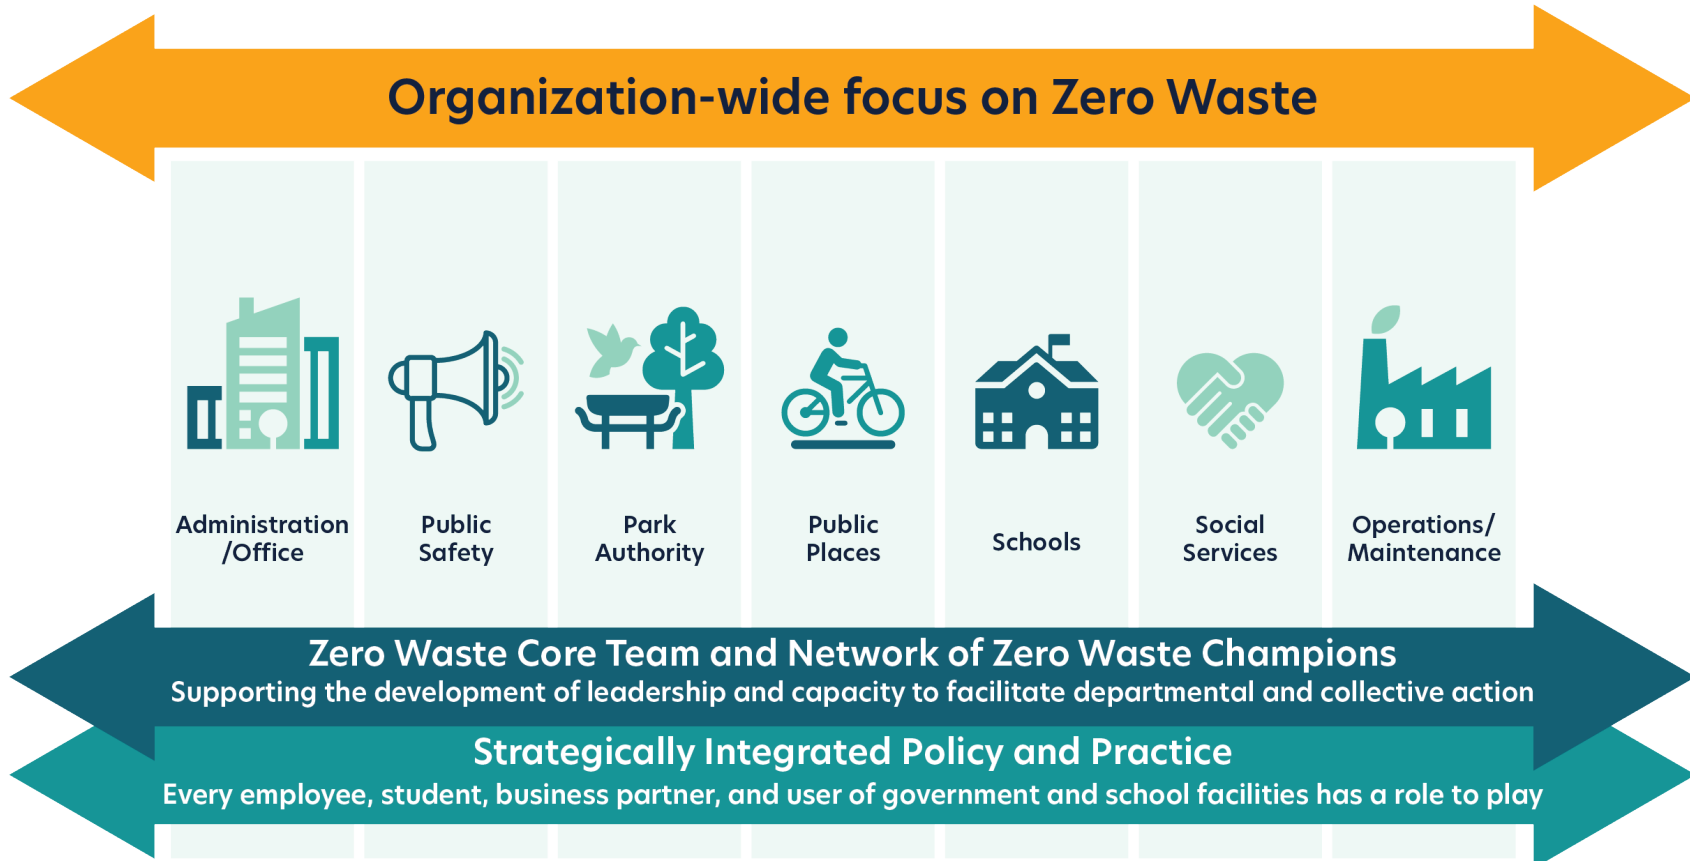 Organization-wide focus on Zero Waste
Administration
/Office
Public
Safety
Park
Authority
Public
Places
Schools
Social
Services
Operations/
Maintenance
Zero Waste Core Team and Network of Zero Waste Champions
Supporting the development of leadership and capacity to facilitate departmental and collective action
Strategically Integrated Policy and Practice
Every employee, student, business partner, and user of government and school facilities has a role to play